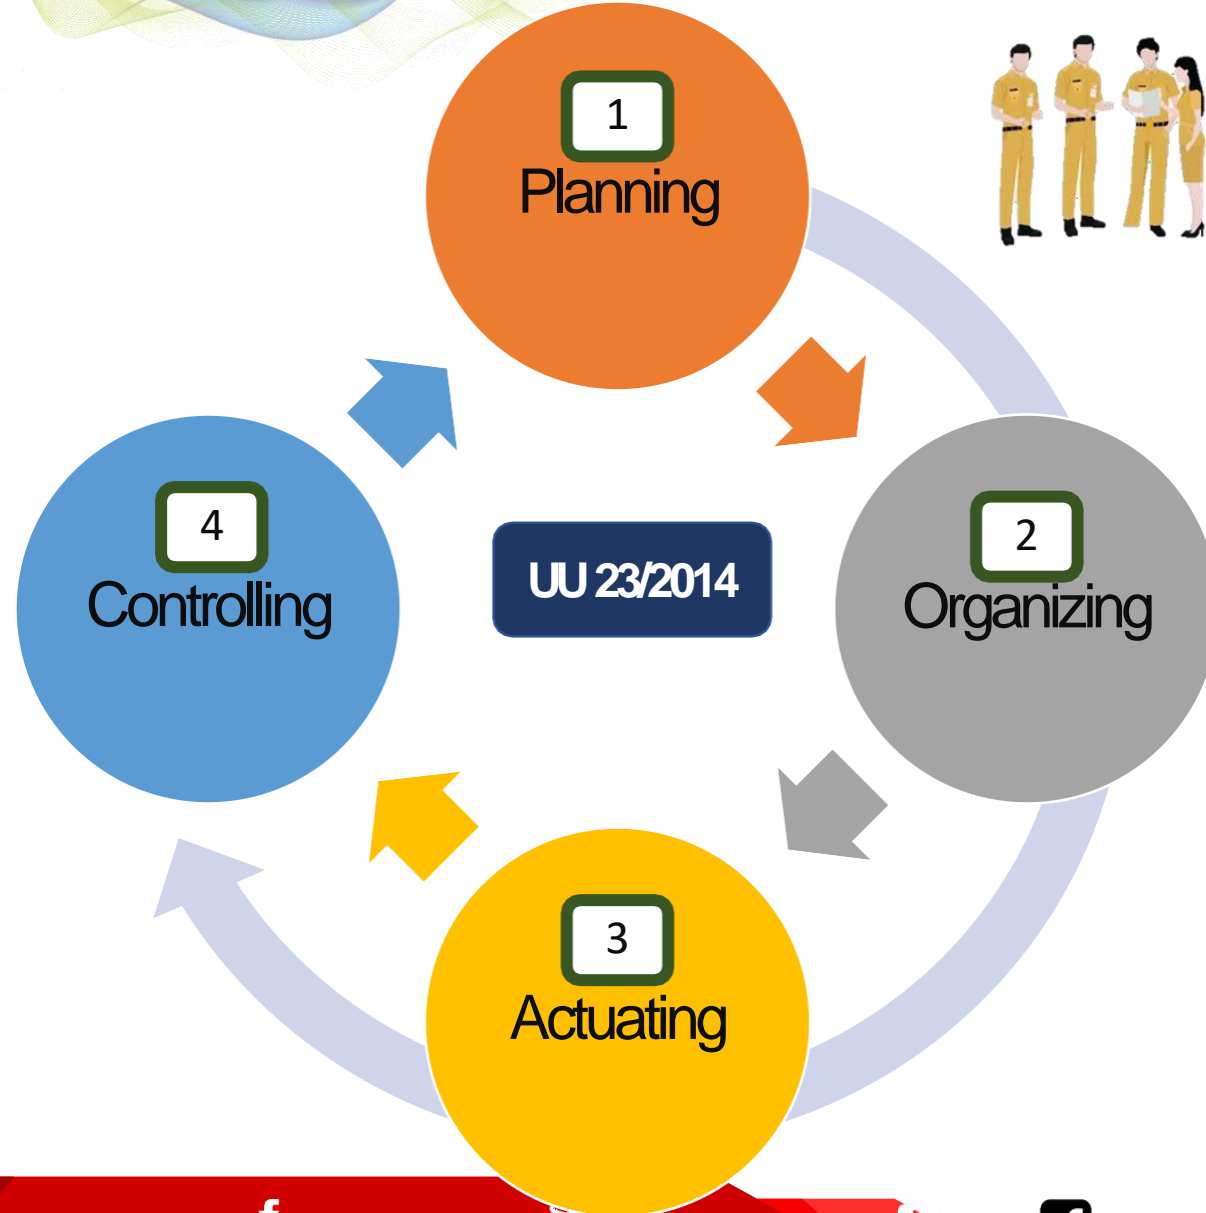 1
Planning
2
Organizing
3
Actuating
4
Controlling
UU 23/2014